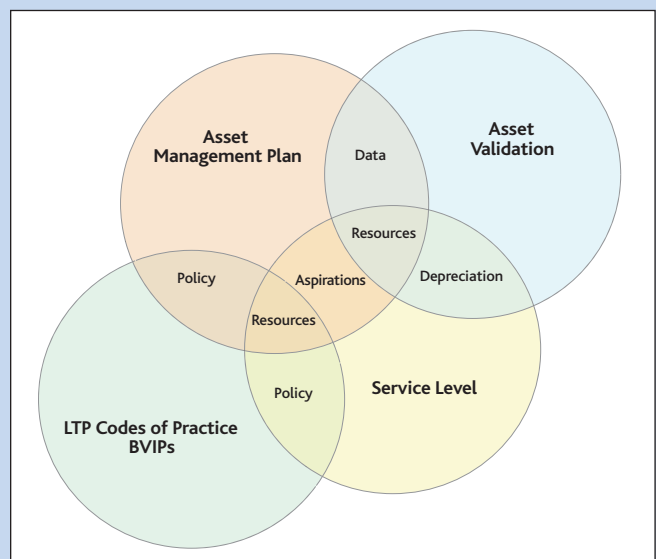 Asset
Management Plan
Asset
Validation
Data
Resources
Policy
Aspirations
Depreciation
Resources
Policy
Service Level
LTP Codes of Practice
BVIPs